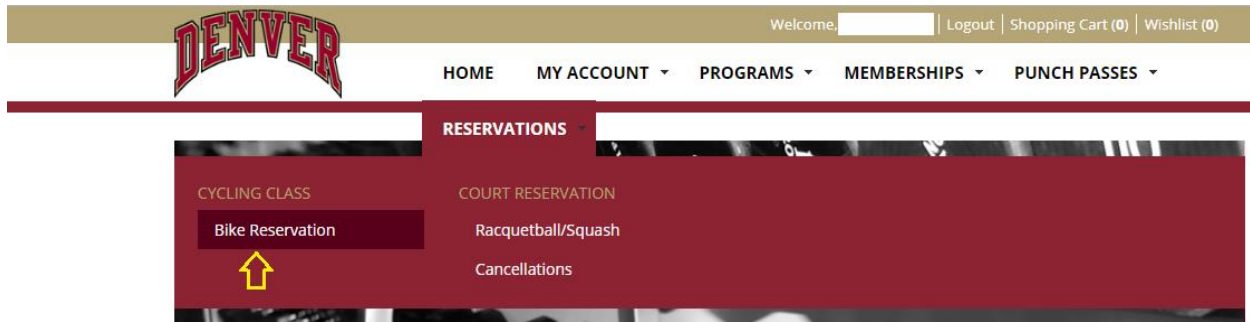 DENVER
Welcome, | Logout | Shopping Cart (0) | Wishlist (0)
HOME MY ACCOUNT PROGRAMS MEMBERSHIPS PUNCH PASSES
RESERVATIONS
CYCLING CLASS COURT RESERVATION
Bike Reservation Racquetball/Squash
Cancellations